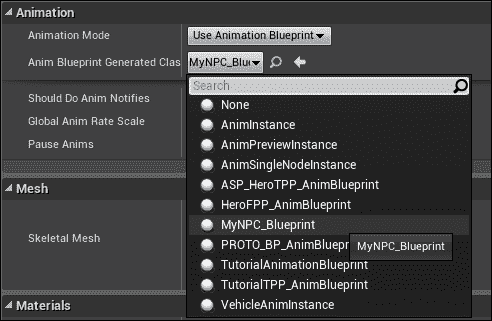 Animation
Animation Mode
Use Animation Blueprint
Anim Blueprint Generated Clas
MyNPC_Blu
Search
Should Do Anim Notifies
None
Global Anim Rate Scale
AnimInstance
Pause Anims
AnimPreviewInstance
AnimSingleNodeInstance
ASP_HeroTPP_AnimBlueprint
Mesh
HeroFPP_AnimBlueprint
MyNPC_Blueprint
Skeletal Mesh
PROTO_BP_AnimBluepr
MyNPC_Blueprint
TutorialAnimationBlueprint
TutorialTPP_AnimBlueprint
Materials
VehicleAnimInstance